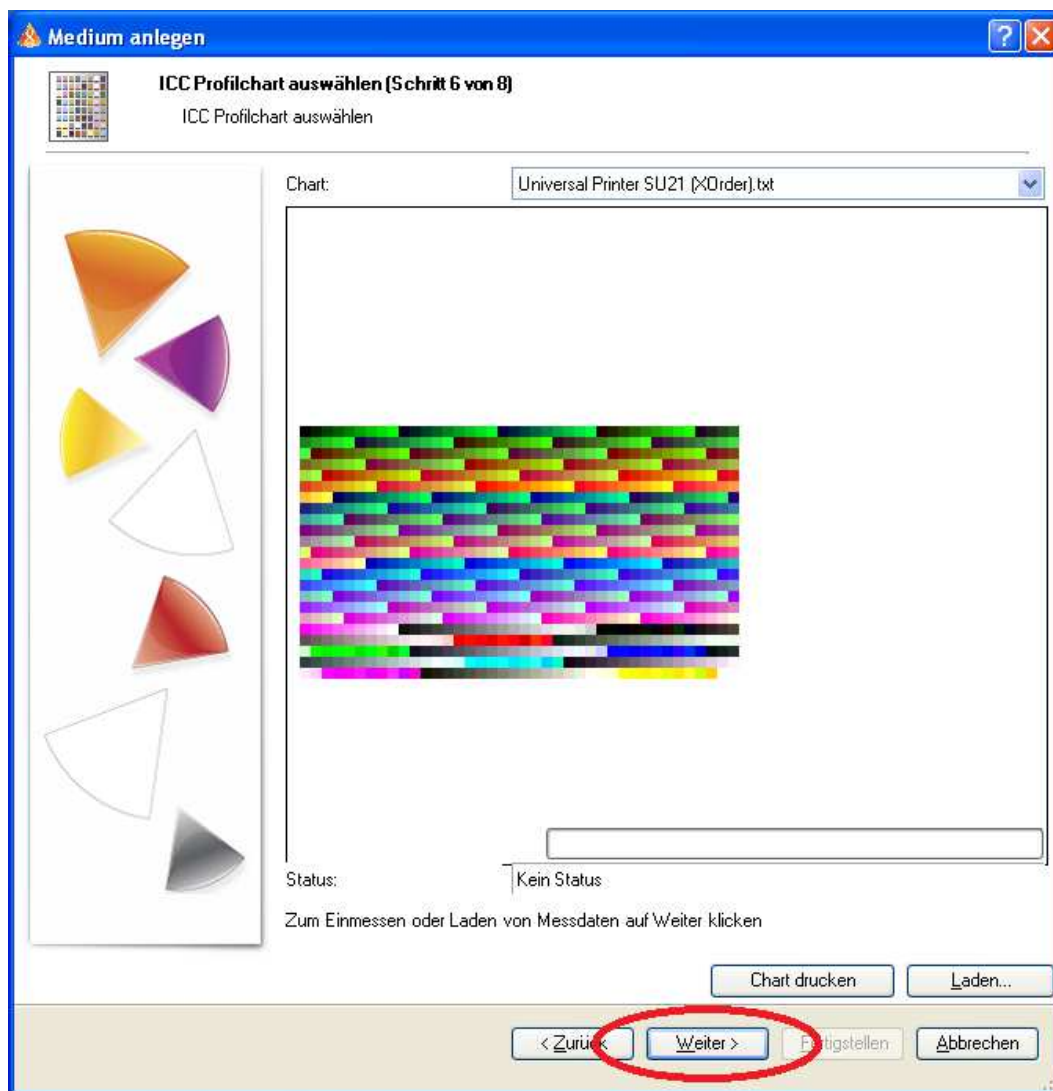 Medium anlegen
ICC Profilchart auswählen (Schritt 6 von 8)
ICC Profilchart auswählen
Chart: Universal Printer SU21 (XOrder).txt
Status: Kein Status
Zum Einmessen oder Laden von Messdaten auf Weiter klicken
Chart drucken Laden...
< Zurück Weiter > Fertigstellen Abbrechen